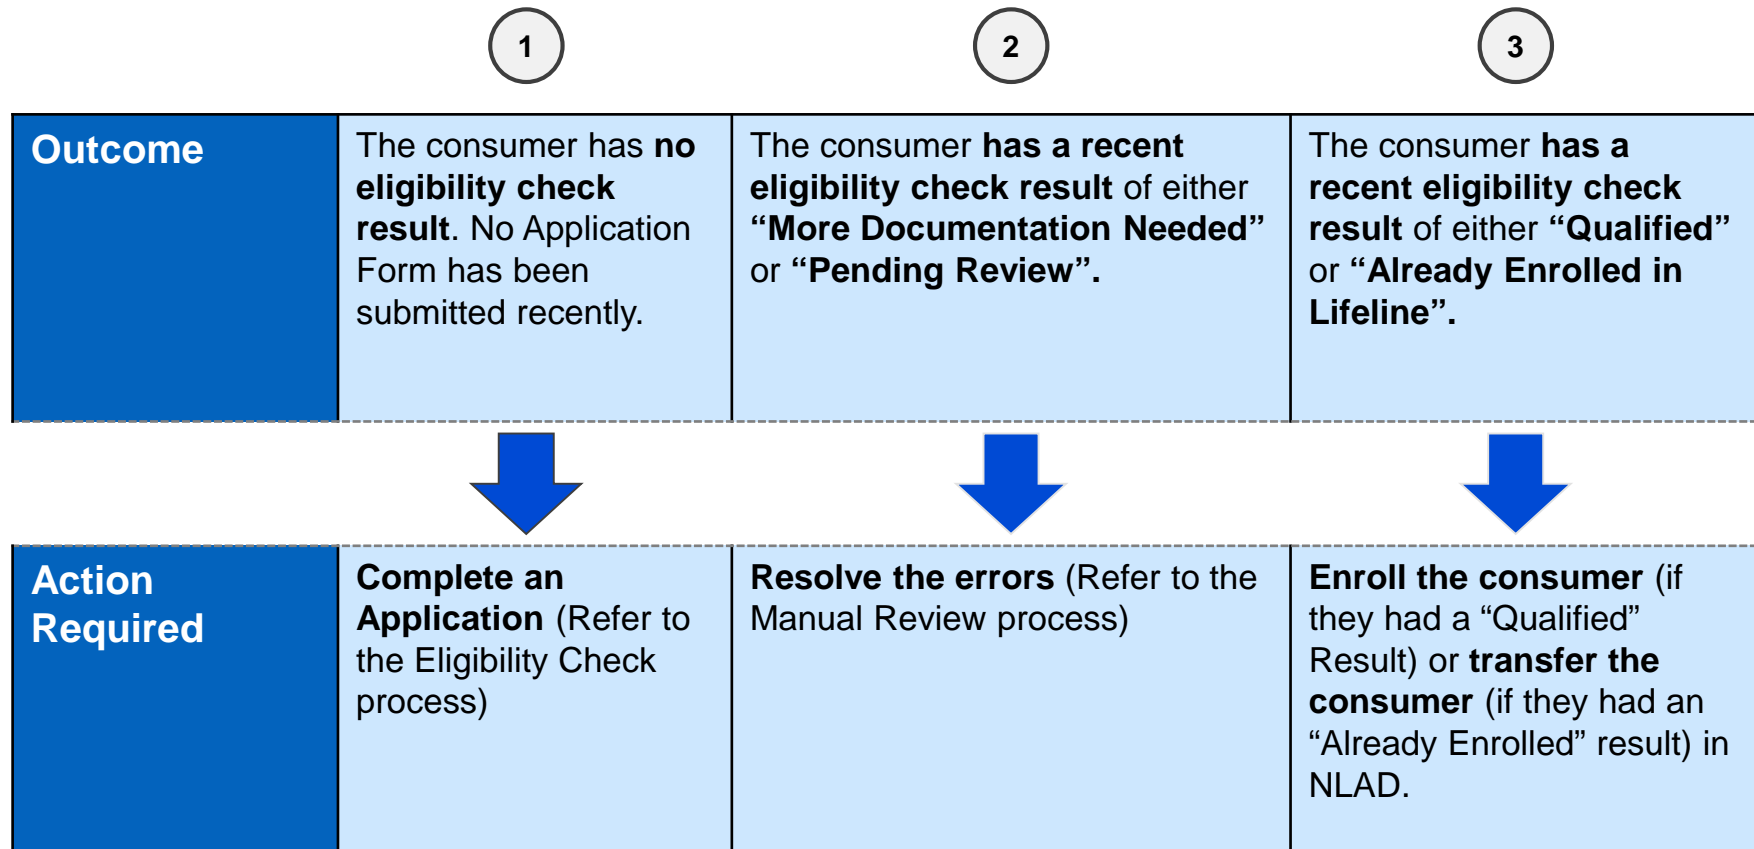 1
2
3
Outcome
The consumer has no
eligibility check
result. No Application
Form has been
submitted recently.
The consumer has a recent
eligibility check result of either
“More Documentation Needed”
or “Pending Review”.
The consumer has a
recent eligibility check
result of either “Qualified”
or “Already Enrolled in
Lifeline”.
Action
Required
Complete an
Application (Refer to
the Eligibility Check
process)
Resolve the errors (Refer to the
Manual Review process)
Enroll the consumer (if
they had a “Qualified”
Result) or transfer the
consumer (if they had an
“Already Enrolled” result) in
NLAD.